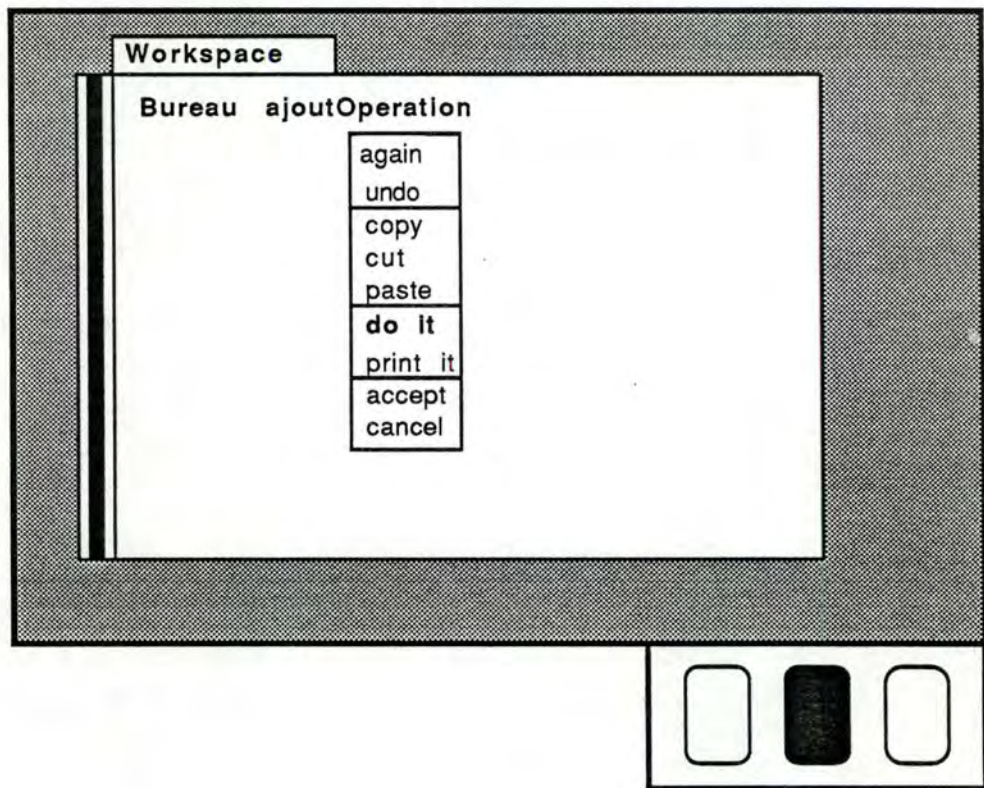 Workspace
Bureau ajoutOperation
again
undo
copy
cut
paste
do it
print it
accept
cancel